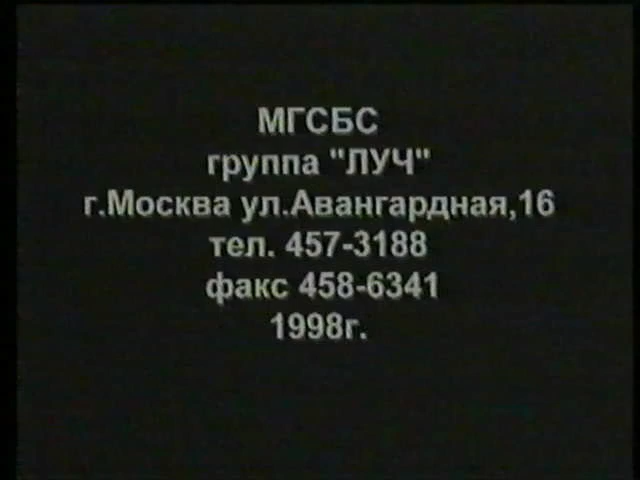 МГСБС
группа "ЛУЧ"
г.Москва ул.Авангардная,16
тел. 457-3188
факс 458-6341
1998г.